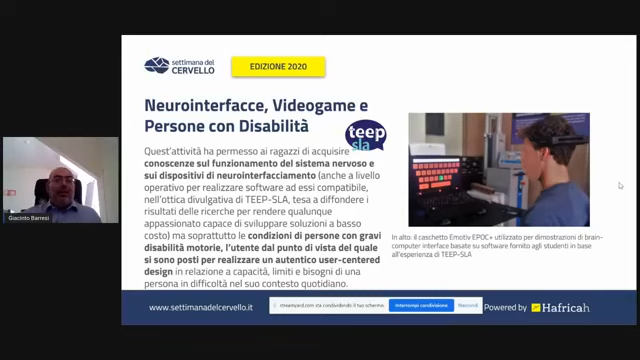 settimana del
CERVELLO
EDIZIONE 2020
Neurointerfacce, Videogame e
Persone con Disabilità
teep
sla
Quest'attività ha permesso ai ragazzi di acquisire
conoscenze sul funzionamento del sistema nervoso e
sui dispositivi di neurointerfacciamento (anche a livello
operativo per realizzare software ad essi compatibile,
nell'ottica divulgativa di TEEP-SLA, tesa a diffondere i
risultati delle ricerche per rendere qualunque
appassionato capace di sviluppare soluzioni a basso
costo) ma soprattutto le condizioni di persone con gravi
disabilità motorie, l'utente dal punto di vista del quale
si sono posti per realizzare un autentico user-centered
design in relazione a capacità, limiti e bisogni di una
persona in difficoltà nel suo contesto quotidiano.
In alto: il caschetto Emotiv EPOC+ utilizzato per dimostrazioni di brain-
computer interface basate su software fornito agli studenti in base
all'esperienza di TEEP-SLA
Giacinto Barresi
www.settimanadelcervello.it
streamyard.com sta condividendo il tuo schermo.
Interrompi condivisione
Nascondi
Powered by
Hafricah